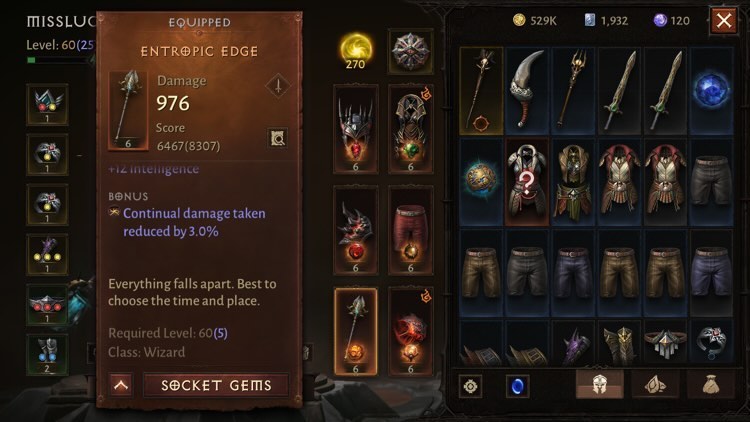 MISSLUC
Level: 60(25
EQUIPPED
ENTROPIC EDGE
Damage
976
Score
6467(8307)
6
+12 Intelligence
BONUS
Continual damage taken
reduced by 3.0%
Everything falls apart. Best to
choose the time and place.
Required Level: 60(5)
Class: Wizard
SOCKET GEMS
1
1
1
1
1
2
270
6
6
6
6
6
6
529K
1,932
120
?